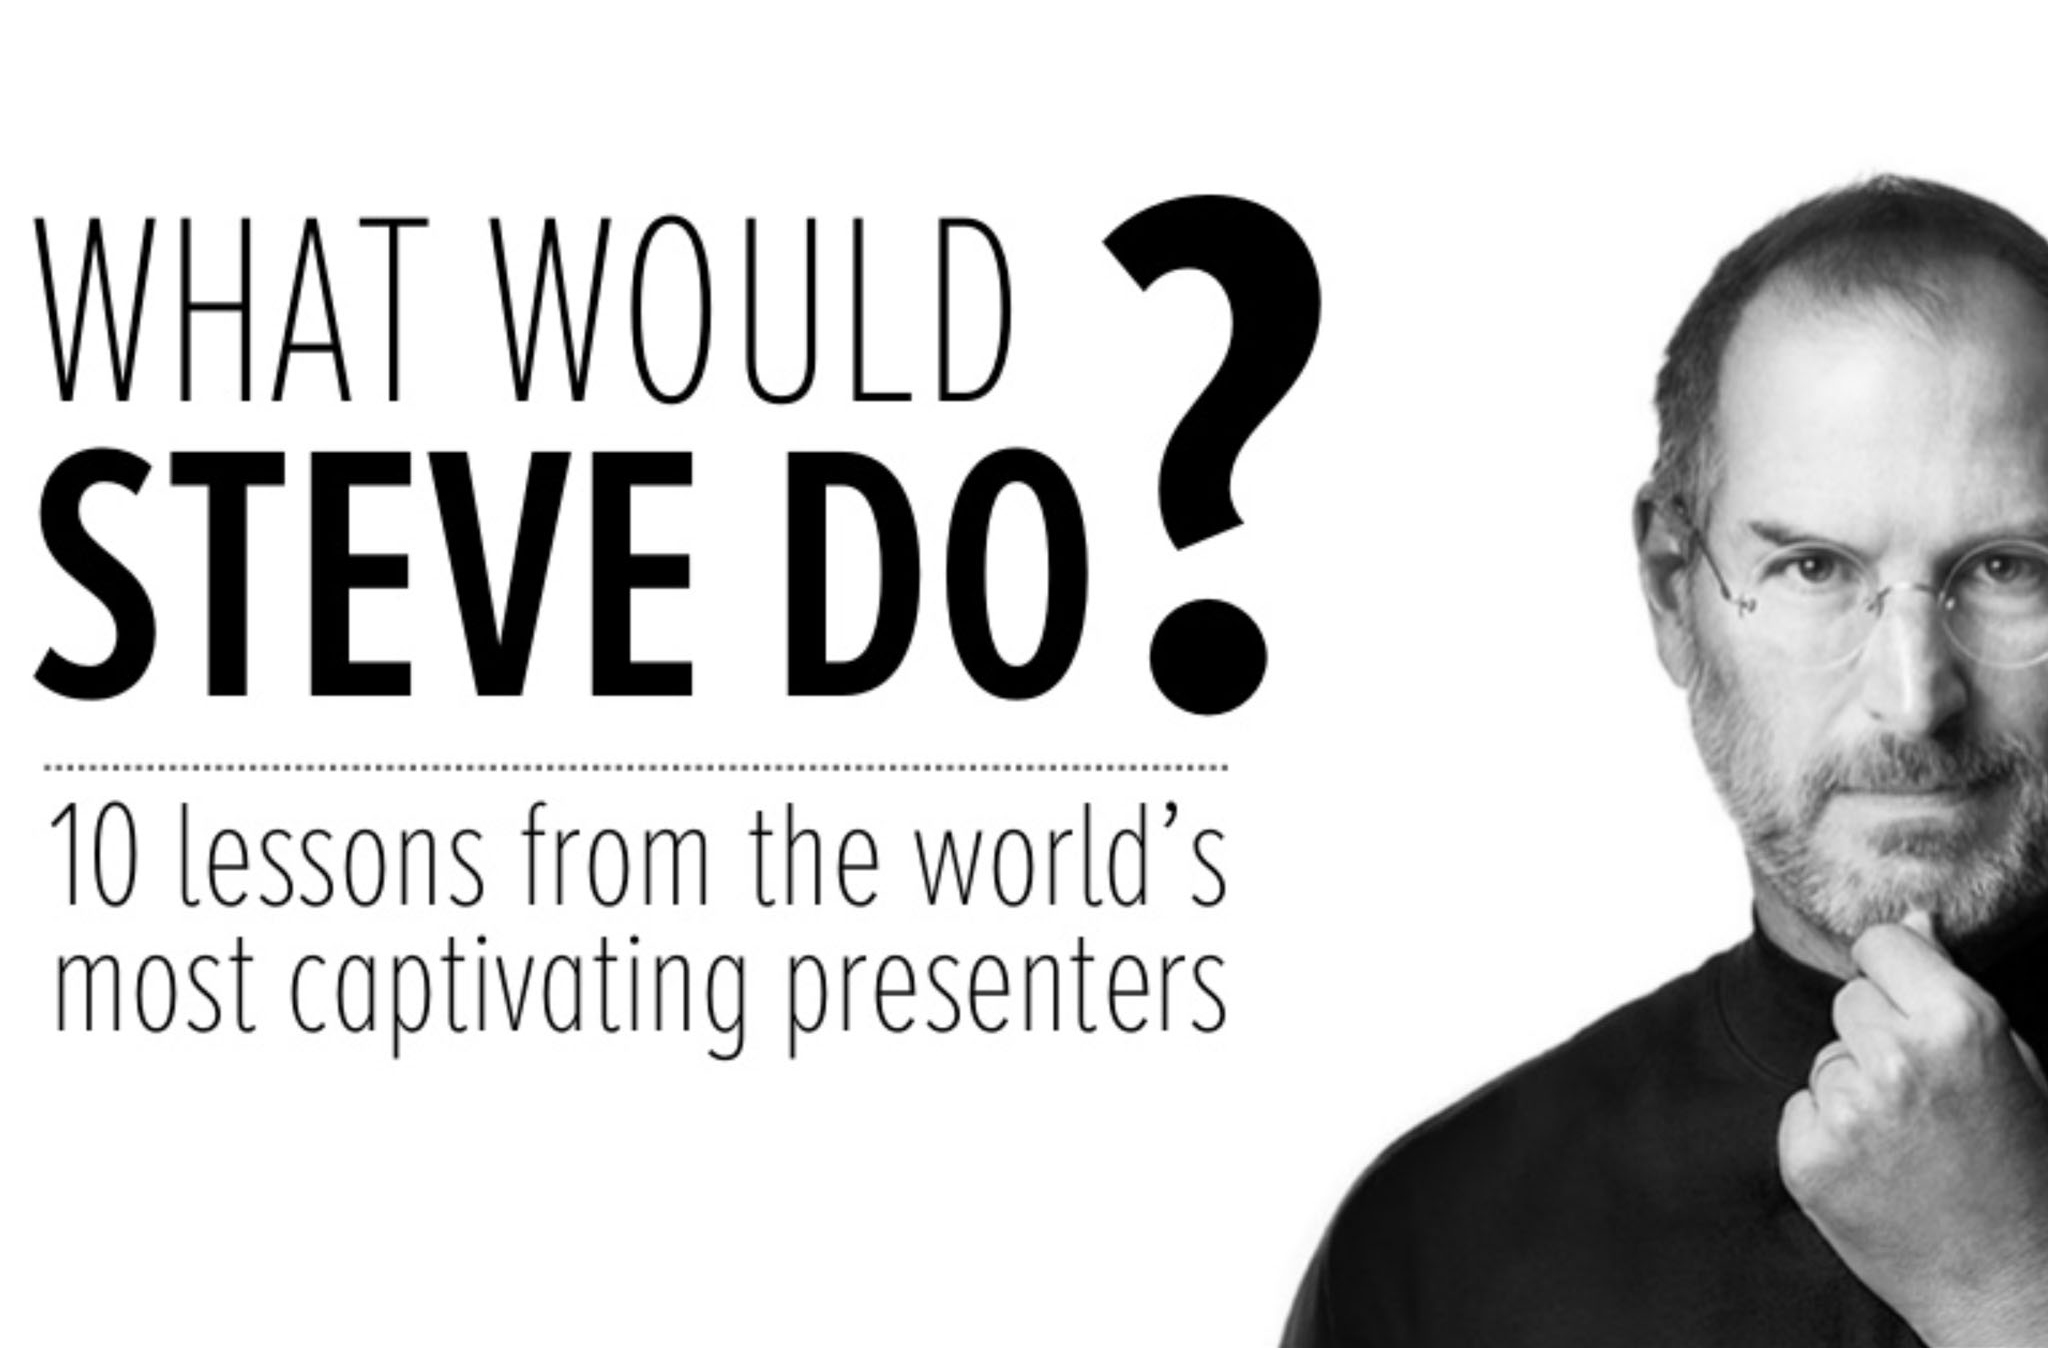 WHAT WOULD
STEVE DO?
10 lessons from the world’s
most captivating presenters